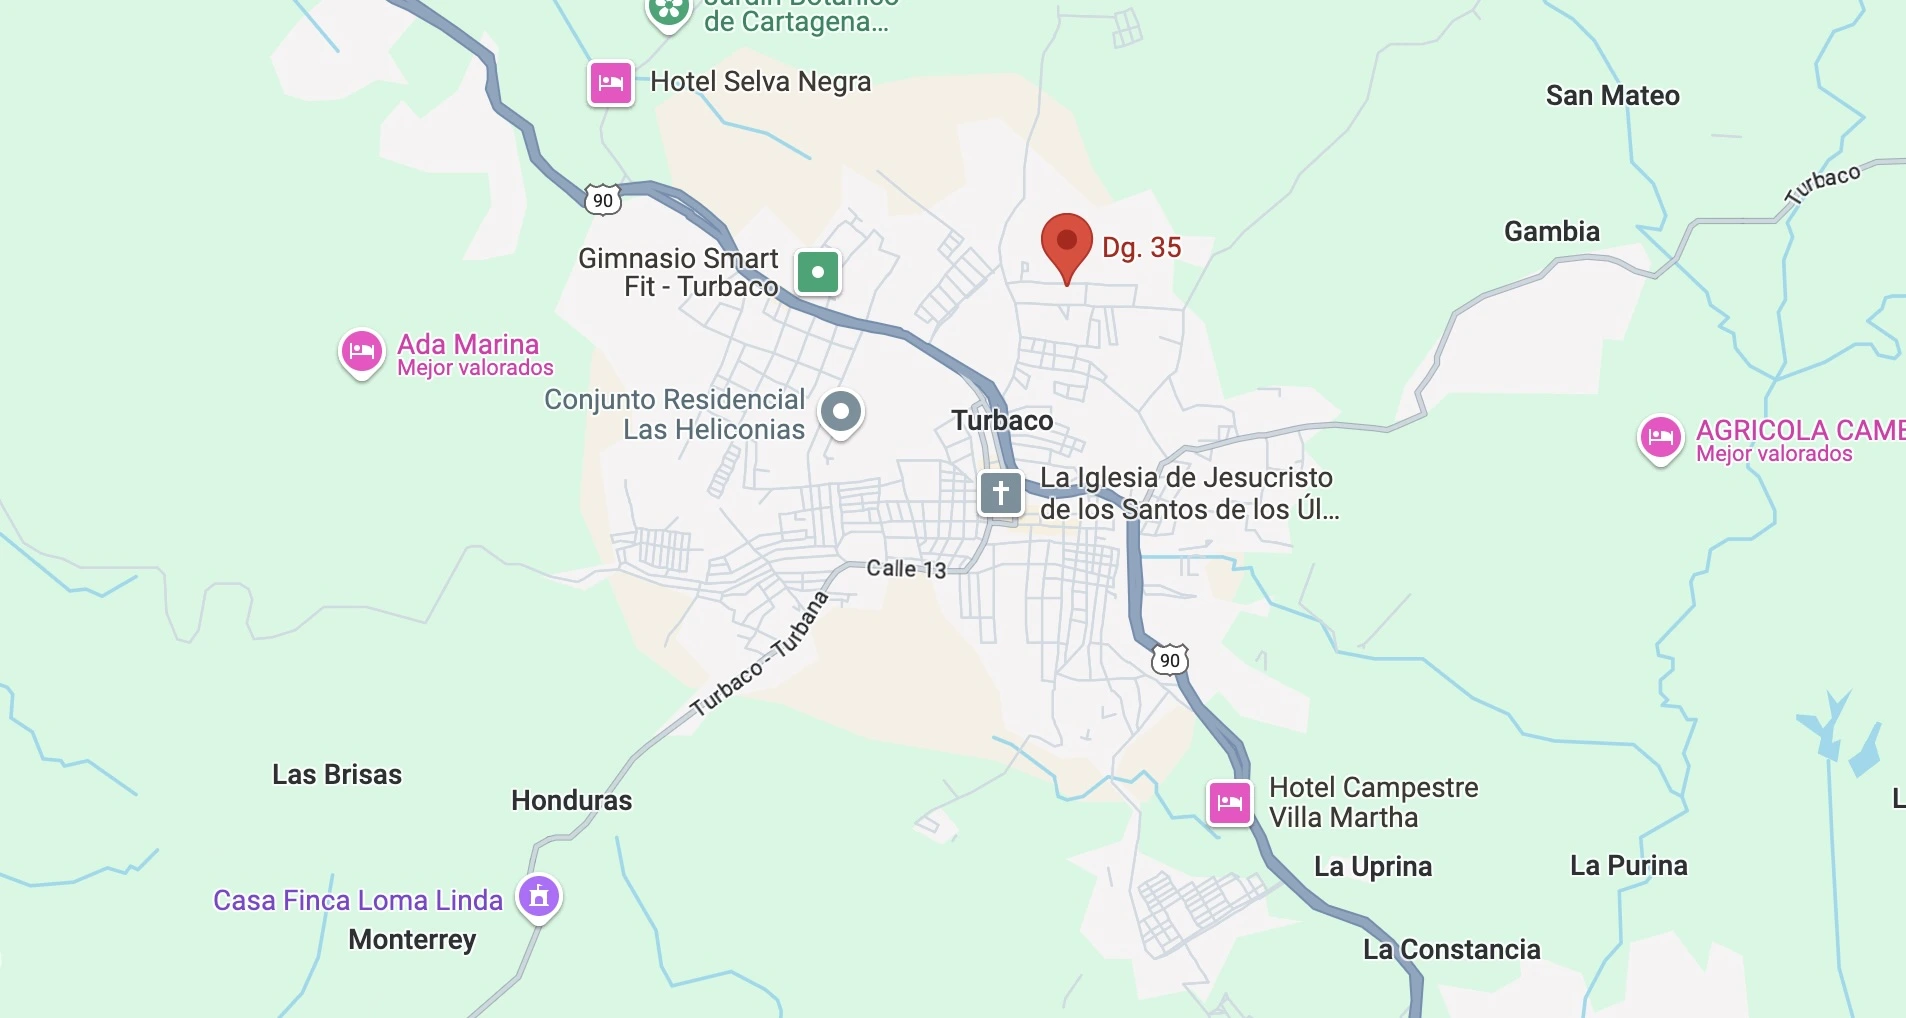 Jardín Botánico
de Cartagena...
Hotel Selva Negra
San Mateo
90
Turbaco
Gambia
Gimnasio Smart
Fit - Turbaco
Dg. 35
Ada Marina
Mejor valorados
Conjunto Residencial
Las Heliconias
Turbaco
AGRICOLA CAME
Mejor valorados
La Iglesia de Jesucristo
de los Santos de los Úl...
Calle 13
Turbaco - Turbana
90
Las Brisas
Honduras
Hotel Campestre
Villa Martha
L
La Uprina
La Purina
Casa Finca Loma Linda
Monterrey
La Constancia